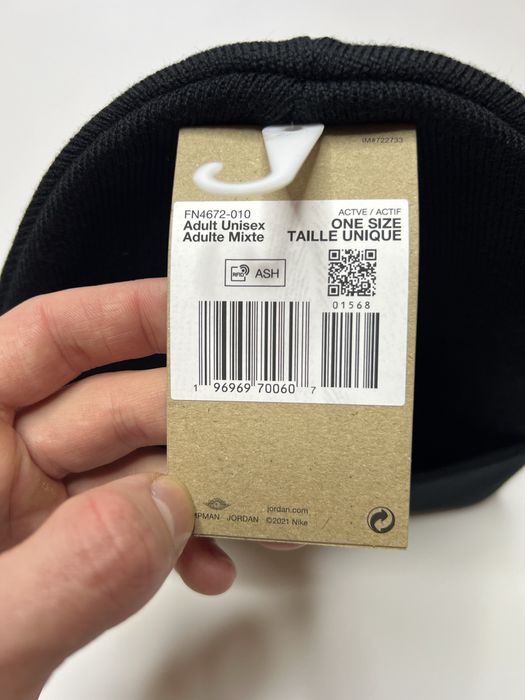 IM#722733
FN4672-010
Adult Unisex
Adulte Mixte
ACTVE / ACTIF
ONE SIZE
TAILLE UNIQUE
RFID ASH
01568
1 96969 70060 7
jordan.com
JORDAN ©2021 Nike